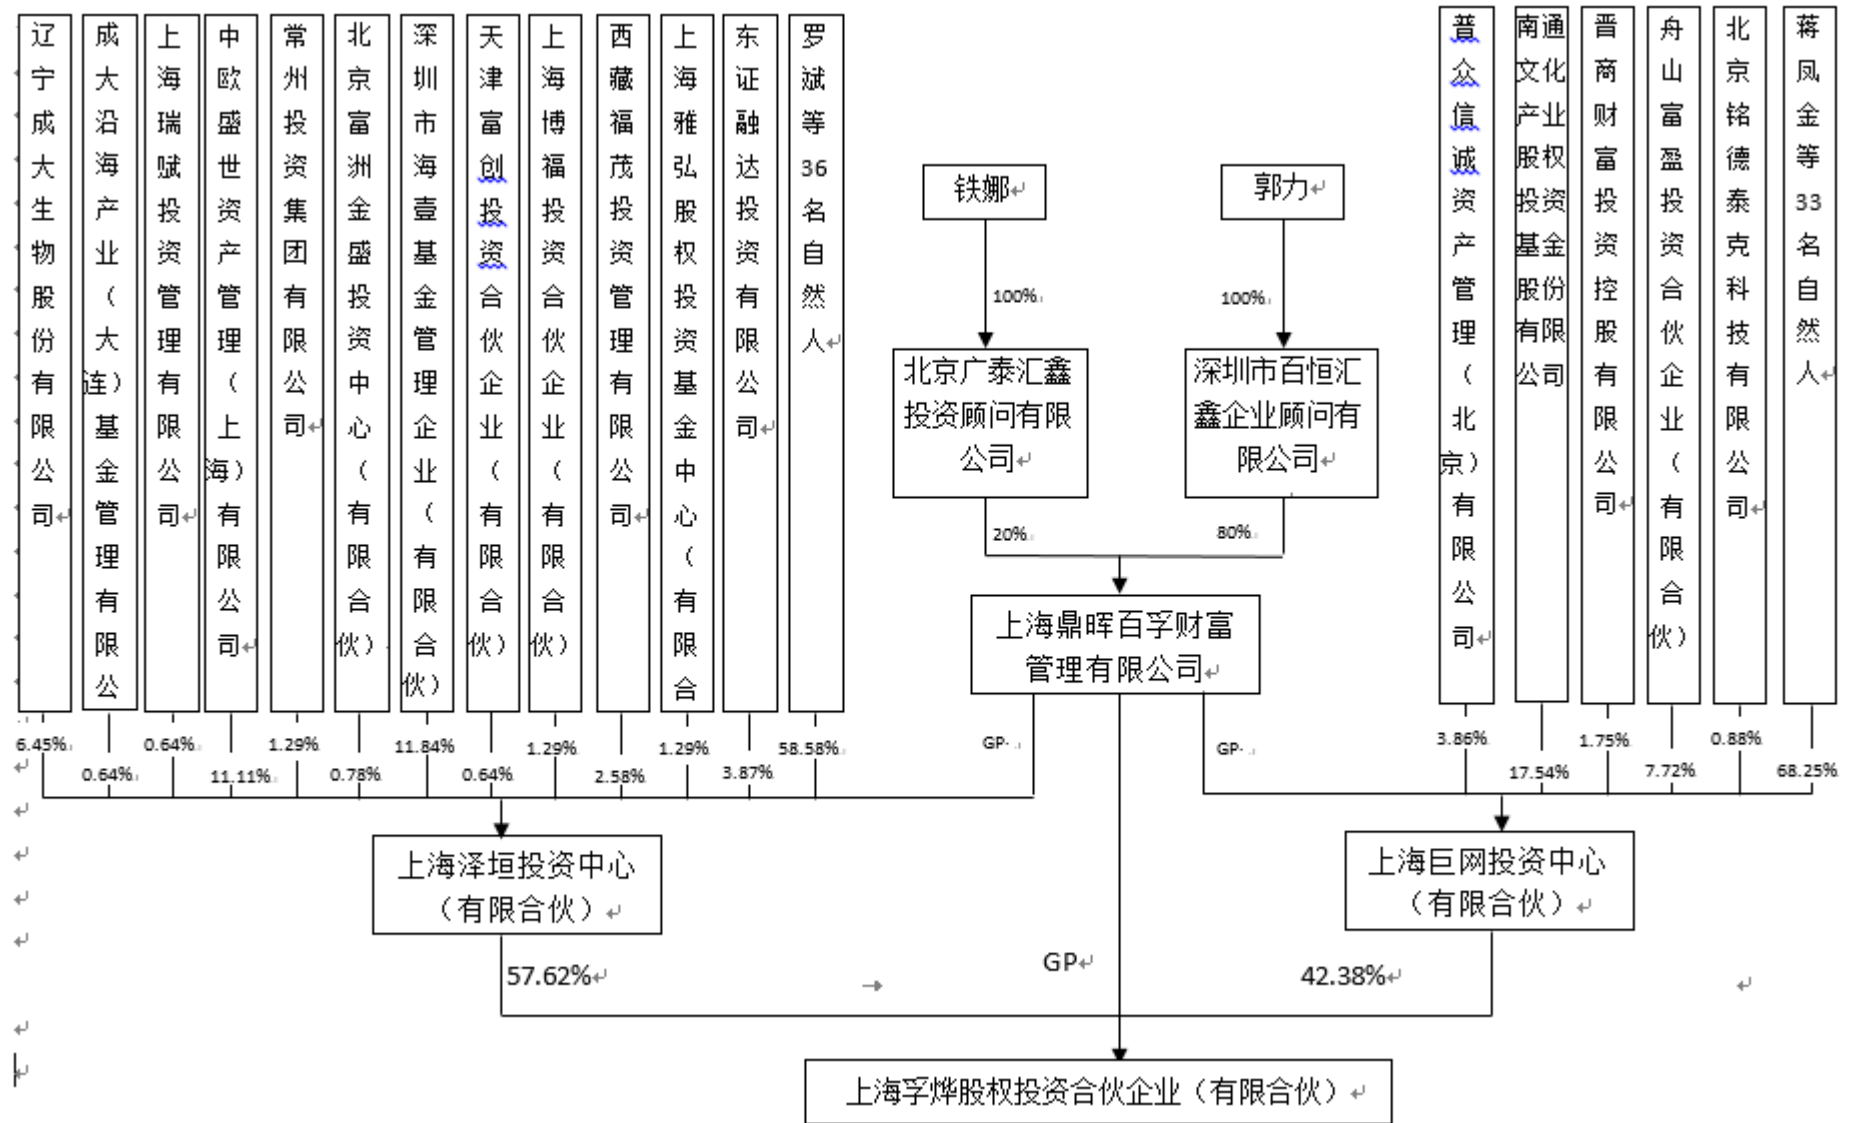 辽宁成大生物股份有限公司
成大沿海产业（大连）基金管理有限公
上海瑞赋投资管理有限公司
中欧盛世资产管理（上海）有限公司
常州投资集团有限公司
北京富洲金盛投资中心（有限合伙）
深圳市海壹基金管理企业（有限合伙）
天津富创投资合伙企业（有限合伙）
上海博福投资合伙企业（有限合伙）
西藏福茂投资管理有限公司
上海雅弘股权投资基金中心（有限合
东证融达投资有限公司
罗斌等36名自然人
铁娜
郭力
普众信诚资产管理（北京）有限公司
南通文化产业股权投资基金股份有限公司
晋商财富投资控股有限公司
舟山富盈投资合伙企业（有限合伙）
北京铭德泰克科技有限公司
蒋凤金等33名自然人
100%
100%
北京广泰汇鑫
投资顾问有限
公司
深圳市百恒汇
鑫企业顾问有
限公司
20%
80%
上海鼎晖百孚财富
管理有限公司
6.45%
0.64%
0.64%
11.11%
1.29%
0.78%
11.84%
0.64%
1.29%
2.58%
1.29%
3.87%
58.58%
GP
GP
3.86%
17.54%
1.75%
7.72%
0.88%
68.25%
上海泽垣投资中心
（有限合伙）
上海巨网投资中心
（有限合伙）
57.62%
GP
42.38%
上海孚烨股权投资合伙企业（有限合伙）